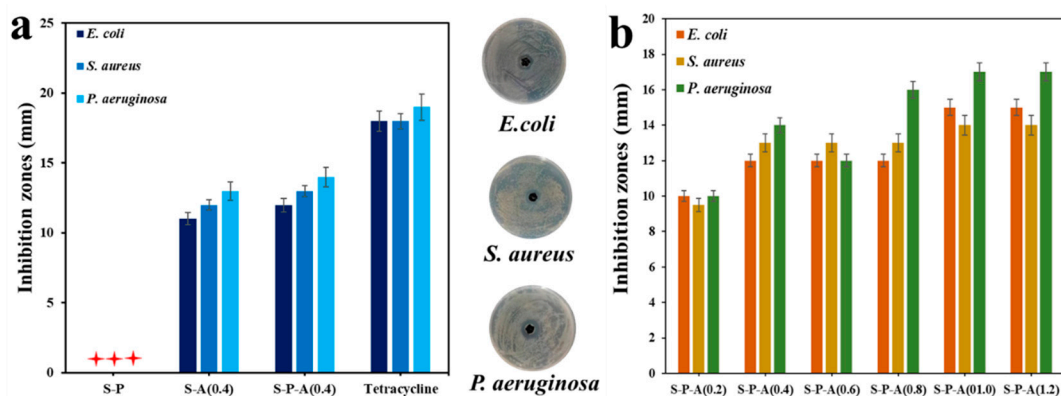 a
Inhibition zones (mm)
25
20
15
10
5
0
E. coli
S. aureus
P. aeruginosa
S-P
S-A(0.4)
S-P-A(0.4)
Tetracycline
E.coli
S. aureus
P. aeruginosa
b
Inhibition zones (mm)
20
18
16
14
12
10
8
6
4
2
0
E. coli
S. aureus
P. aeruginosa
S-P-A(0.2)
S-P-A(0.4)
S-P-A(0.6)
S-P-A(0.8)
S-P-A(01.0)
S-P-A(1.2)